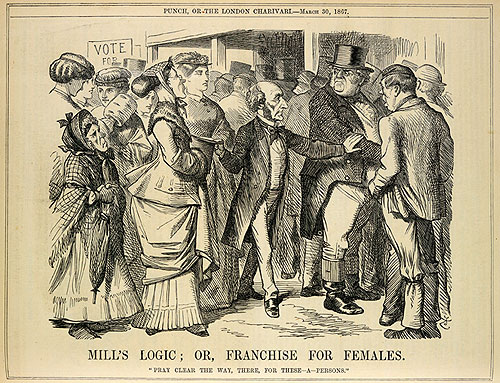 PUNCH, OR THE LONDON CHARIVARI.—MARCH 30, 1867.
VOTE
FOR
MILL'S LOGIC; OR, FRANCHISE FOR FEMALES.
"PRAY CLEAR THE WAY, THERE, FOR THESE—A—PERSONS."